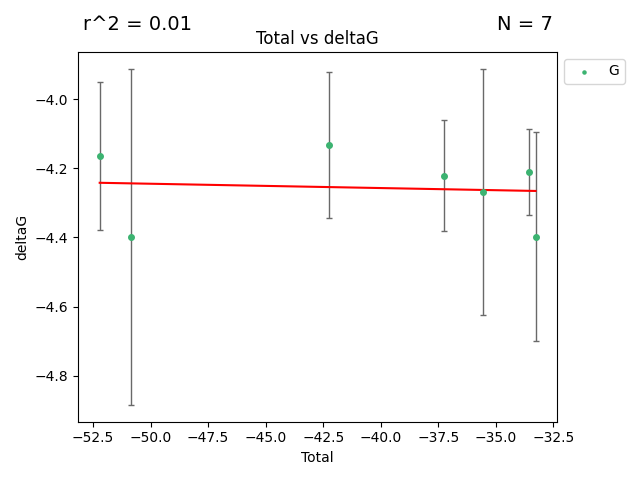 r^2 = 0.01
N = 7
Total vs deltaG
G
−4.0
−4.2
−4.4
−4.6
−4.8
deltaG
−52.5
−50.0
−47.5
−45.0
−42.5
−40.0
−37.5
−35.0
−32.5
Total